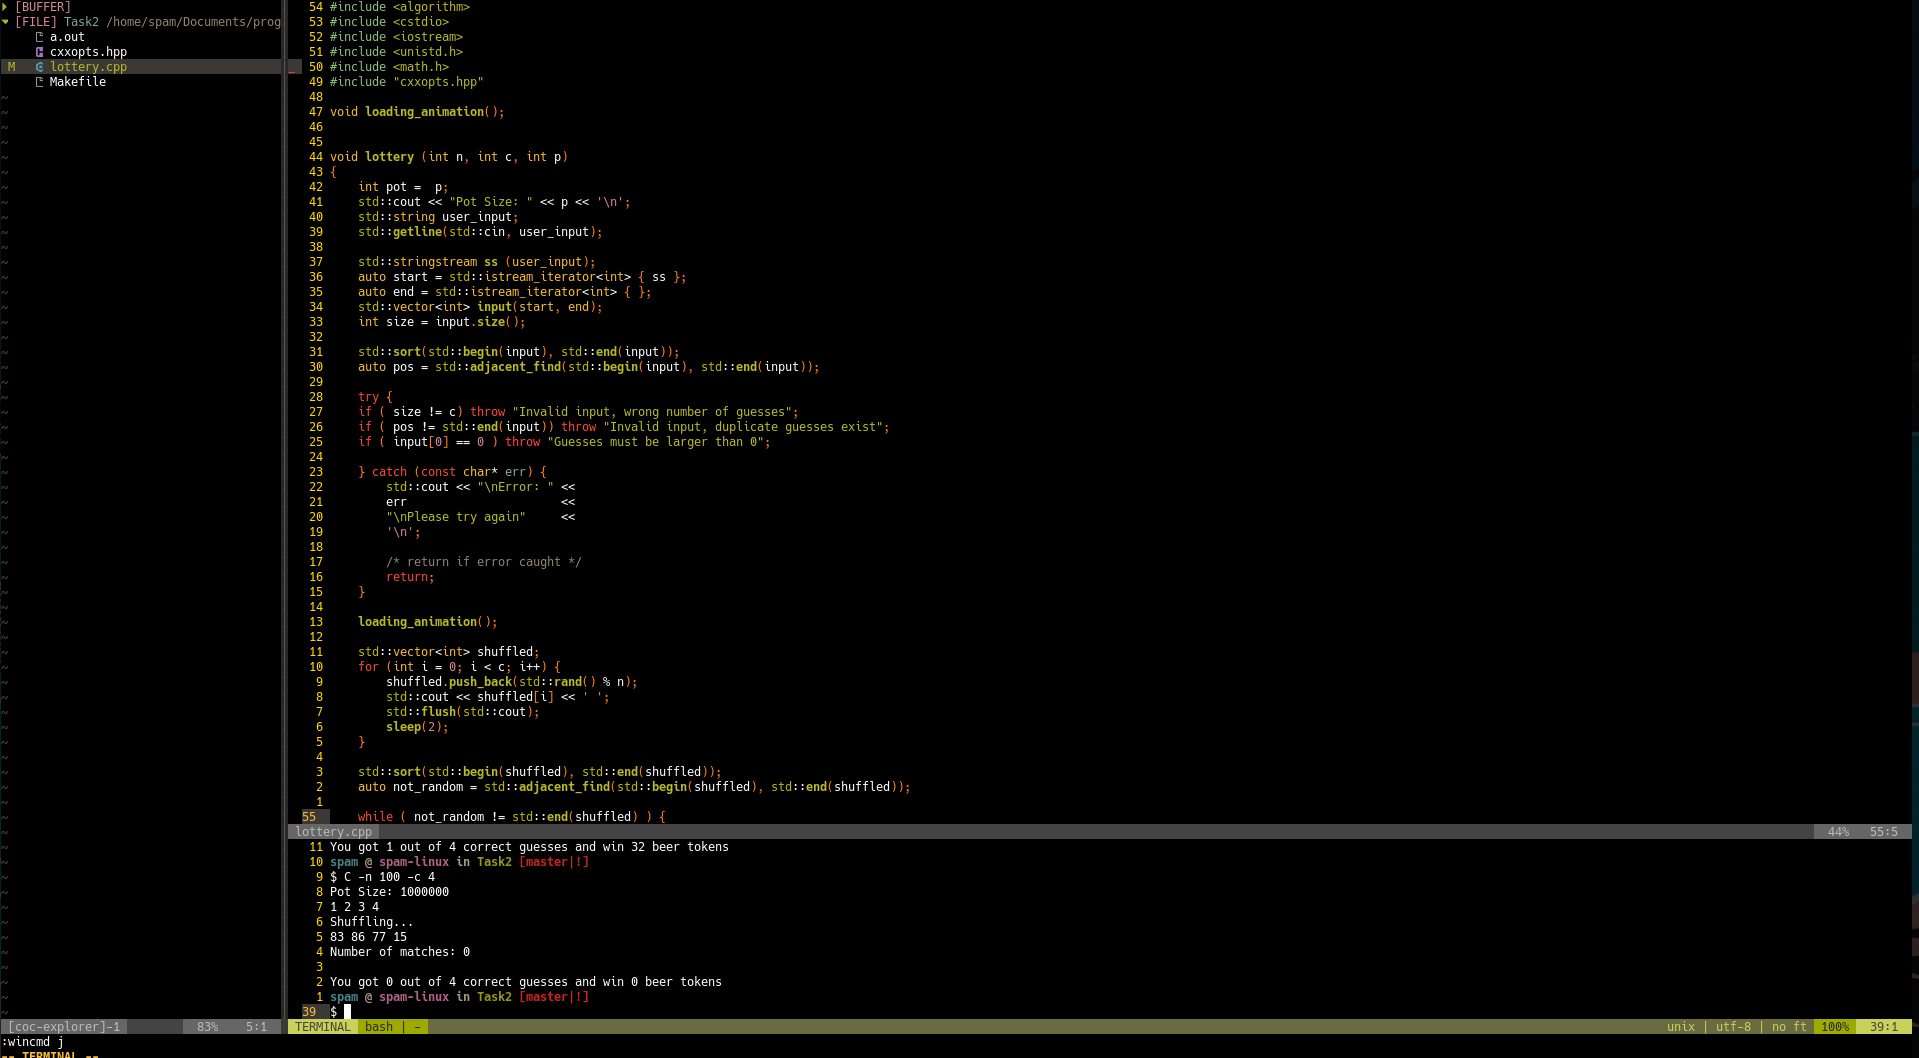 [BUFFER]
[FILE] Task2 /home/spam/Documents/prog
a.out
cxxopts.hpp
M lottery.cpp
Makefile
54 #include <algorithm>
53 #include <cstdio>
52 #include <iostream>
51 #include <unistd.h>
50 #include <math.h>
49 #include "cxxopts.hpp"
48
47 void loading_animation();
46
45
44 void lottery (int n, int c, int p)
43 {
42     int pot =  p;
41     std::cout << "Pot Size: " << p << '\n';
40     std::string user_input;
39     std::getline(std::cin, user_input);
38
37     std::stringstream ss (user_input);
36     auto start = std::istream_iterator<int> { ss };
35     auto end = std::istream_iterator<int> { };
34     std::vector<int> input(start, end);
33     int size = input.size();
32
31     std::sort(std::begin(input), std::end(input));
30     auto pos = std::adjacent_find(std::begin(input), std::end(input));
29
28     try {
27     if ( size != c) throw "Invalid input, wrong number of guesses";
26     if ( pos != std::end(input)) throw "Invalid input, duplicate guesses exist";
25     if ( input[0] == 0 ) throw "Guesses must be larger than 0";
24
23     } catch (const char* err) {
22         std::cout << "\nError: " <<
21         err                      <<
20         "\nPlease try again"     <<
19         '\n';
18
17         /* return if error caught */
16         return;
15     }
14
13     loading_animation();
12
11     std::vector<int> shuffled;
10     for (int i = 0; i < c; i++) {
9         shuffled.push_back(std::rand() % n);
8         std::cout << shuffled[i] << ' ';
7         std::flush(std::cout);
6         sleep(2);
5     }
4
3     std::sort(std::begin(shuffled), std::end(shuffled));
2     auto not_random = std::adjacent_find(std::begin(shuffled), std::end(shuffled));
1
55     while ( not_random != std::end(shuffled) ) {
lottery.cpp 44% 55:5
11 You got 1 out of 4 correct guesses and win 32 beer tokens
10 spam @ spam-linux in Task2 [master|!]
9 $ C -n 100 -c 4
8 Pot Size: 1000000
7 1 2 3 4
6 Shuffling...
5 83 86 77 15
4 Number of matches: 0
3
2 You got 0 out of 4 correct guesses and win 0 beer tokens
1 spam @ spam-linux in Task2 [master|!]
39 $
[coc-explorer]-1 83% 5:1 TERMINAL bash | - unix | utf-8 | no ft 100% 39:1
:wincmd j
-- TERMINAL --